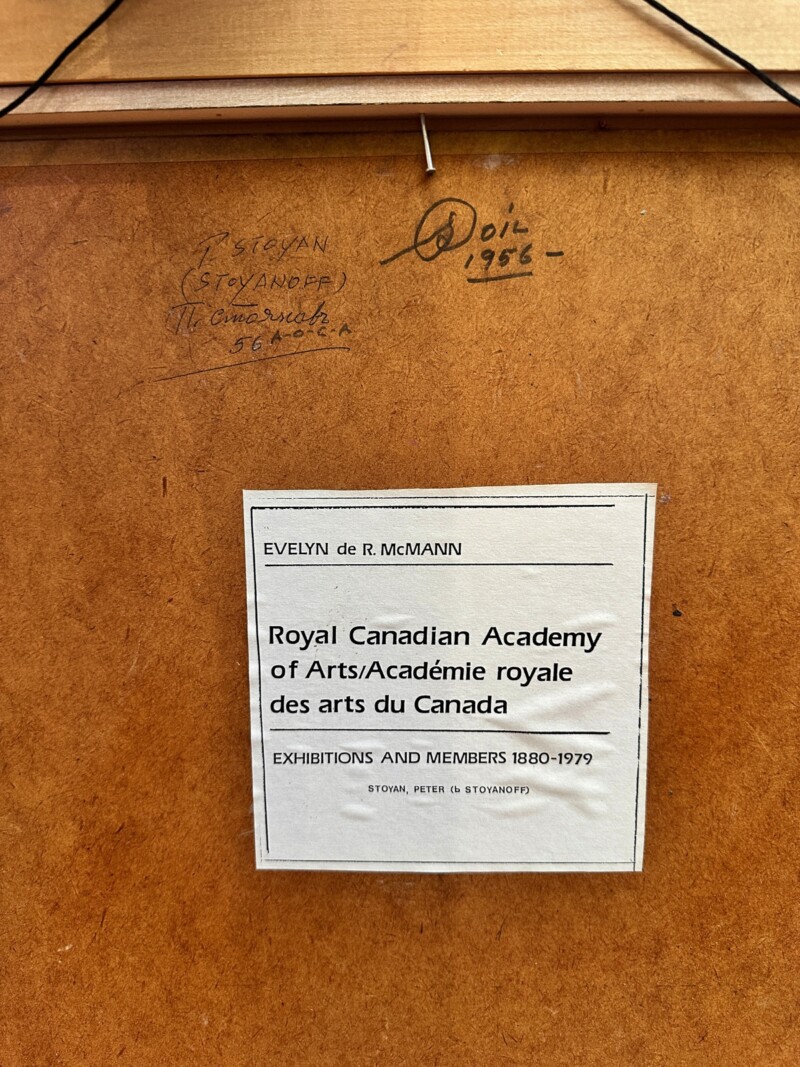 P. STOYAN
(STOYANOFF)
П. Стоянов
56 A-O-C-A
S OIL
1956 –
EVELYN de R. McMANN
Royal Canadian Academy
of Arts/Académie royale
des arts du Canada
EXHIBITIONS AND MEMBERS 1880-1979
STOYAN, PETER (b STOYANOFF)